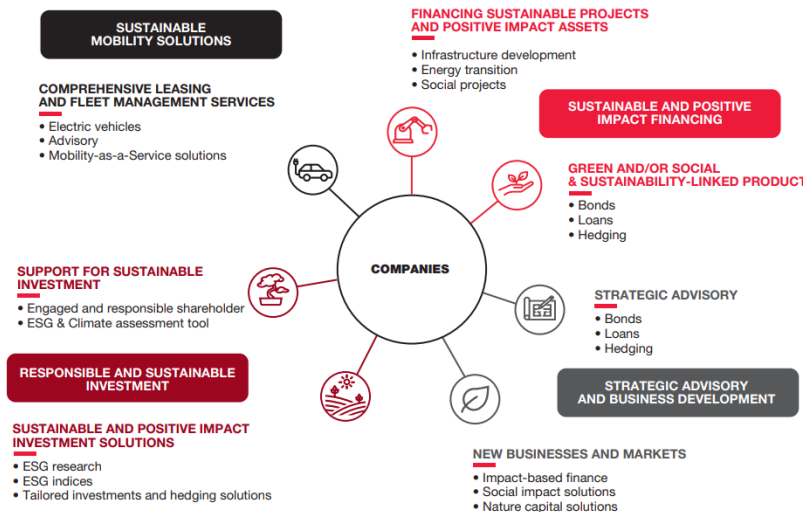 SUSTAINABLE
MOBILITY SOLUTIONS
COMPREHENSIVE LEASING
AND FLEET MANAGEMENT SERVICES
• Electric vehicles
• Advisory
• Mobility-as-a-Service solutions
FINANCING SUSTAINABLE PROJECTS
AND POSITIVE IMPACT ASSETS
• Infrastructure development
• Energy transition
• Social projects
SUSTAINABLE AND POSITIVE
IMPACT FINANCING
GREEN AND/OR SOCIAL
& SUSTAINABILITY-LINKED PRODUCT
• Bonds
• Loans
• Hedging
COMPANIES
SUPPORT FOR SUSTAINABLE
INVESTMENT
• Engaged and responsible shareholder
• ESG & Climate assessment tool
STRATEGIC ADVISORY
• Bonds
• Loans
• Hedging
RESPONSIBLE AND SUSTAINABLE
INVESTMENT
STRATEGIC ADVISORY
AND BUSINESS DEVELOPMENT
SUSTAINABLE AND POSITIVE IMPACT
INVESTMENT SOLUTIONS
• ESG research
• ESG indices
• Tailored investments and hedging solutions
NEW BUSINESSES AND MARKETS
• Impact-based finance
• Social impact solutions
• Nature capital solutions